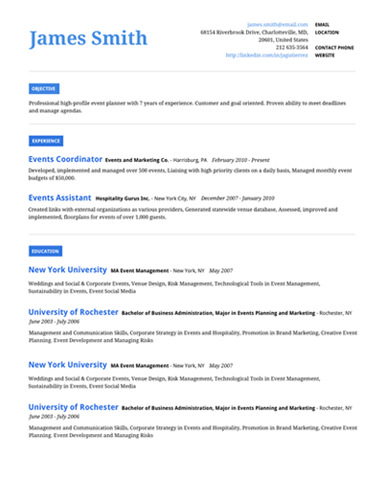 James Smith
james.smith@email.com EMAIL
68154 Riverbrook Drive, Charlotteville, MD, LOCATION
20601, United States
212 635-3564 CONTACT PHONE
http://linkedin.com/in/jagutierrez WEBSITE
OBJECTIVE
Professional high-profile event planner with 7 years of experience. Customer and goal oriented. Proven ability to meet deadlines
and manage agendas.
EXPERIENCE
Events Coordinator Events and Marketing Co. - Harrisburg, PA February 2010 - Present
Developed, implemented and managed over 500 events, Liaising with high priority clients on a daily basis, Managed monthly event
budgets of $50,000.
Events Assistant Hospitality Gurus Inc. - New York City, NY December 2007 - January 2010
Created links with external organizations as various providers, Generated statewide venue database, Assessed, improved and
implemented, floorplans for events of over 1,000 guests.
EDUCATION
New York University MA Event Management - New York, NY May 2007
Weddings and Social & Corporate Events, Venue Design, Risk Management, Technological Tools in Event Management,
Sustainability in Events, Event Social Media
University of Rochester Bachelor of Business Administration, Major in Events Planning and Marketing - Rochester, NY
June 2003 - July 2006
Management and Communication Skills, Corporate Strategy in Events and Hospitality, Promotion in Brand Marketing, Creative Event
Planning. Event Development and Managing Risks
New York University MA Event Management - New York, NY May 2007
Weddings and Social & Corporate Events, Venue Design, Risk Management, Technological Tools in Event Management,
Sustainability in Events, Event Social Media
University of Rochester Bachelor of Business Administration, Major in Events Planning and Marketing - Rochester, NY
June 2003 - July 2006
Management and Communication Skills, Corporate Strategy in Events and Hospitality, Promotion in Brand Marketing, Creative Event
Planning. Event Development and Managing Risks